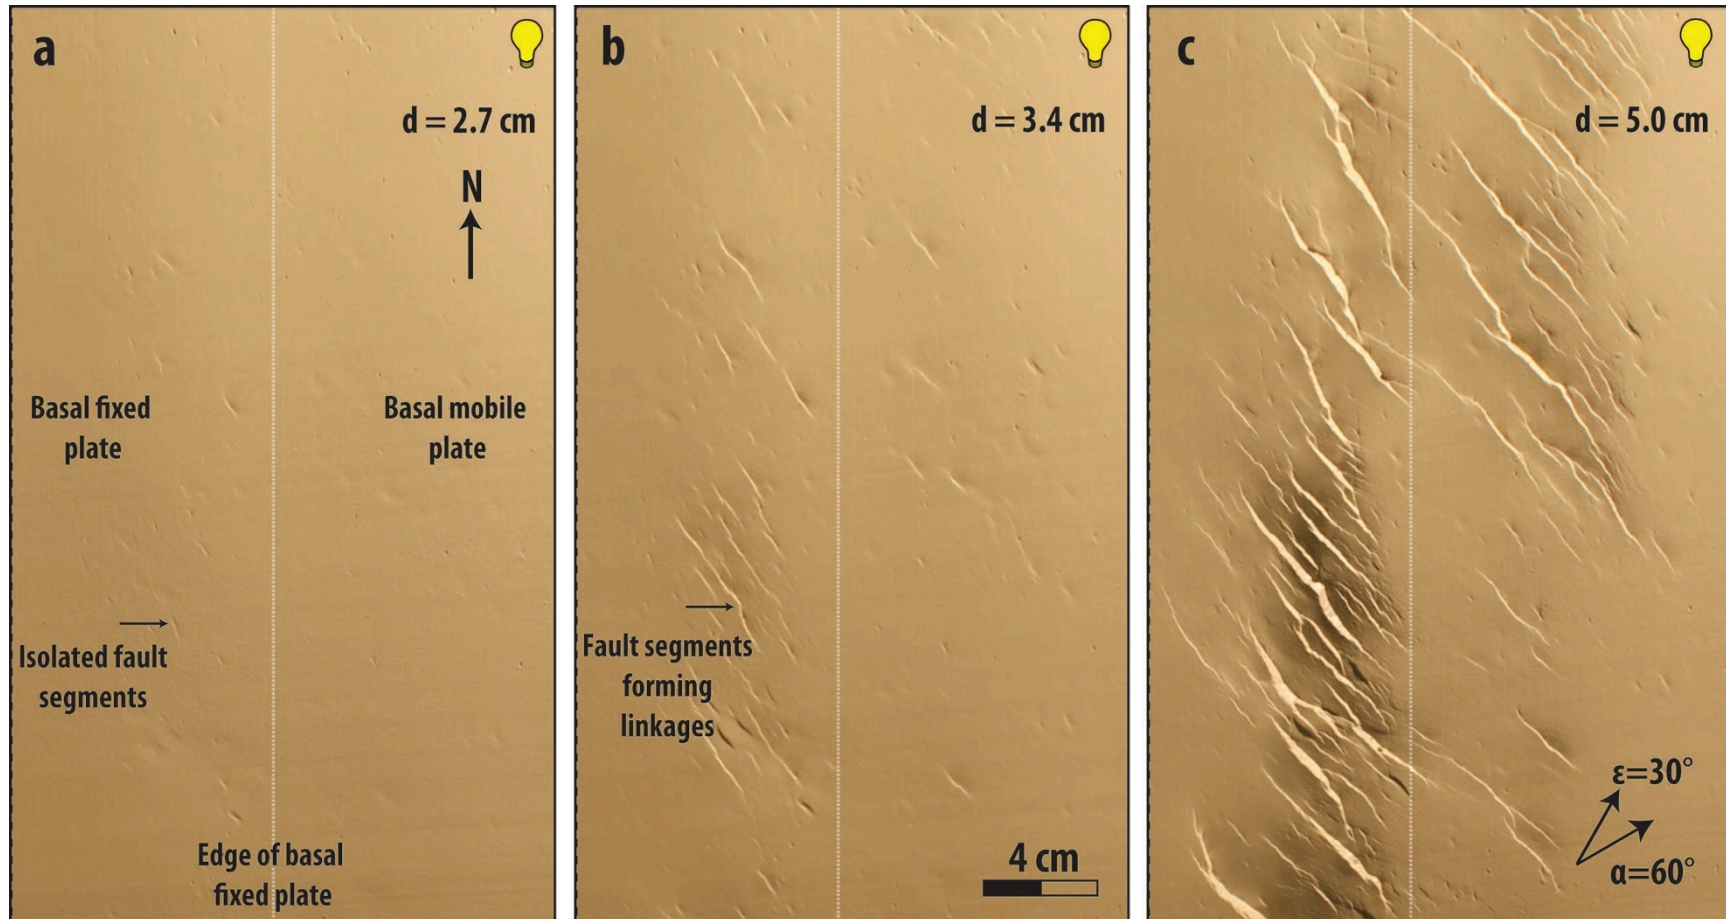 a
d = 2.7 cm
N
Basal fixed
plate
Basal mobile
plate
Isolated fault
segments
Edge of basal
fixed plate
b
d = 3.4 cm
Fault segments
forming
linkages
4 cm
c
d = 5.0 cm
ε=30°
α=60°